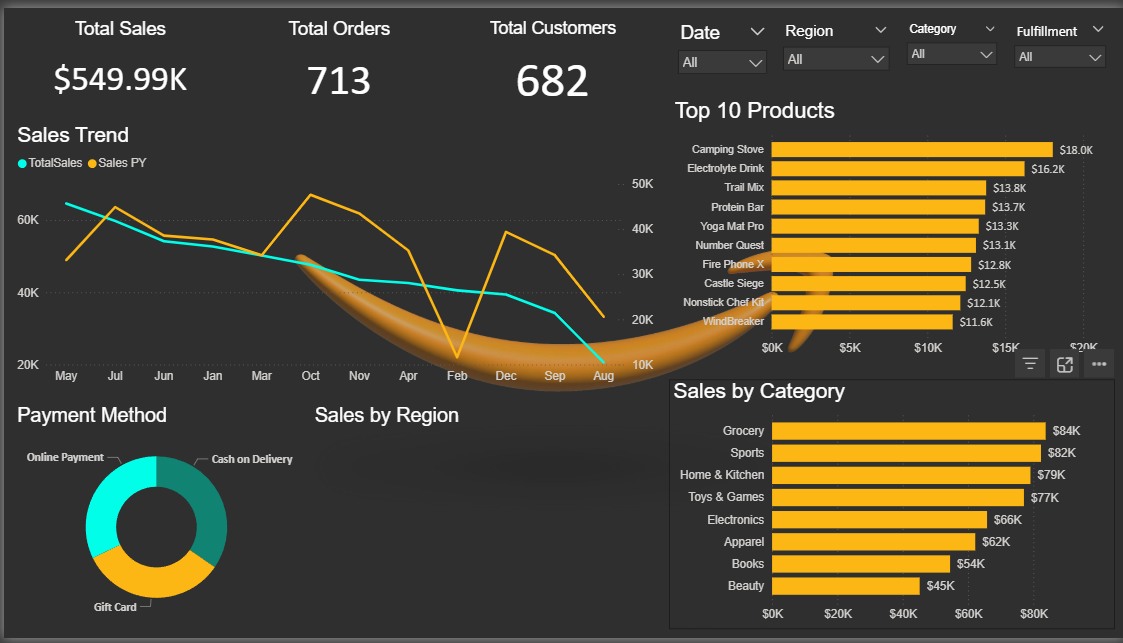 Total Sales
$549.99K
Total Orders
713
Total Customers
682
Date
All
Region
All
Category
All
Fulfillment
All
Sales Trend
TotalSales Sales PY
60K
40K
20K
50K
40K
30K
20K
10K
May Jul Jun Jan Mar Oct Nov Apr Feb Dec Sep Aug
Top 10 Products
Camping Stove $18.0K
Electrolyte Drink $16.2K
Trail Mix $13.8K
Protein Bar $13.7K
Yoga Mat Pro $13.3K
Number Quest $13.1K
Fire Phone X $12.8K
Castle Siege $12.5K
Nonstick Chef Kit $12.1K
WindBreaker $11.6K
$0K $5K $10K $15K $20K
Payment Method
Online Payment
Cash on Delivery
Gift Card
Sales by Region
Sales by Category
Grocery $84K
Sports $82K
Home & Kitchen $79K
Toys & Games $77K
Electronics $66K
Apparel $62K
Books $54K
Beauty $45K
$0K $20K $40K $60K $80K